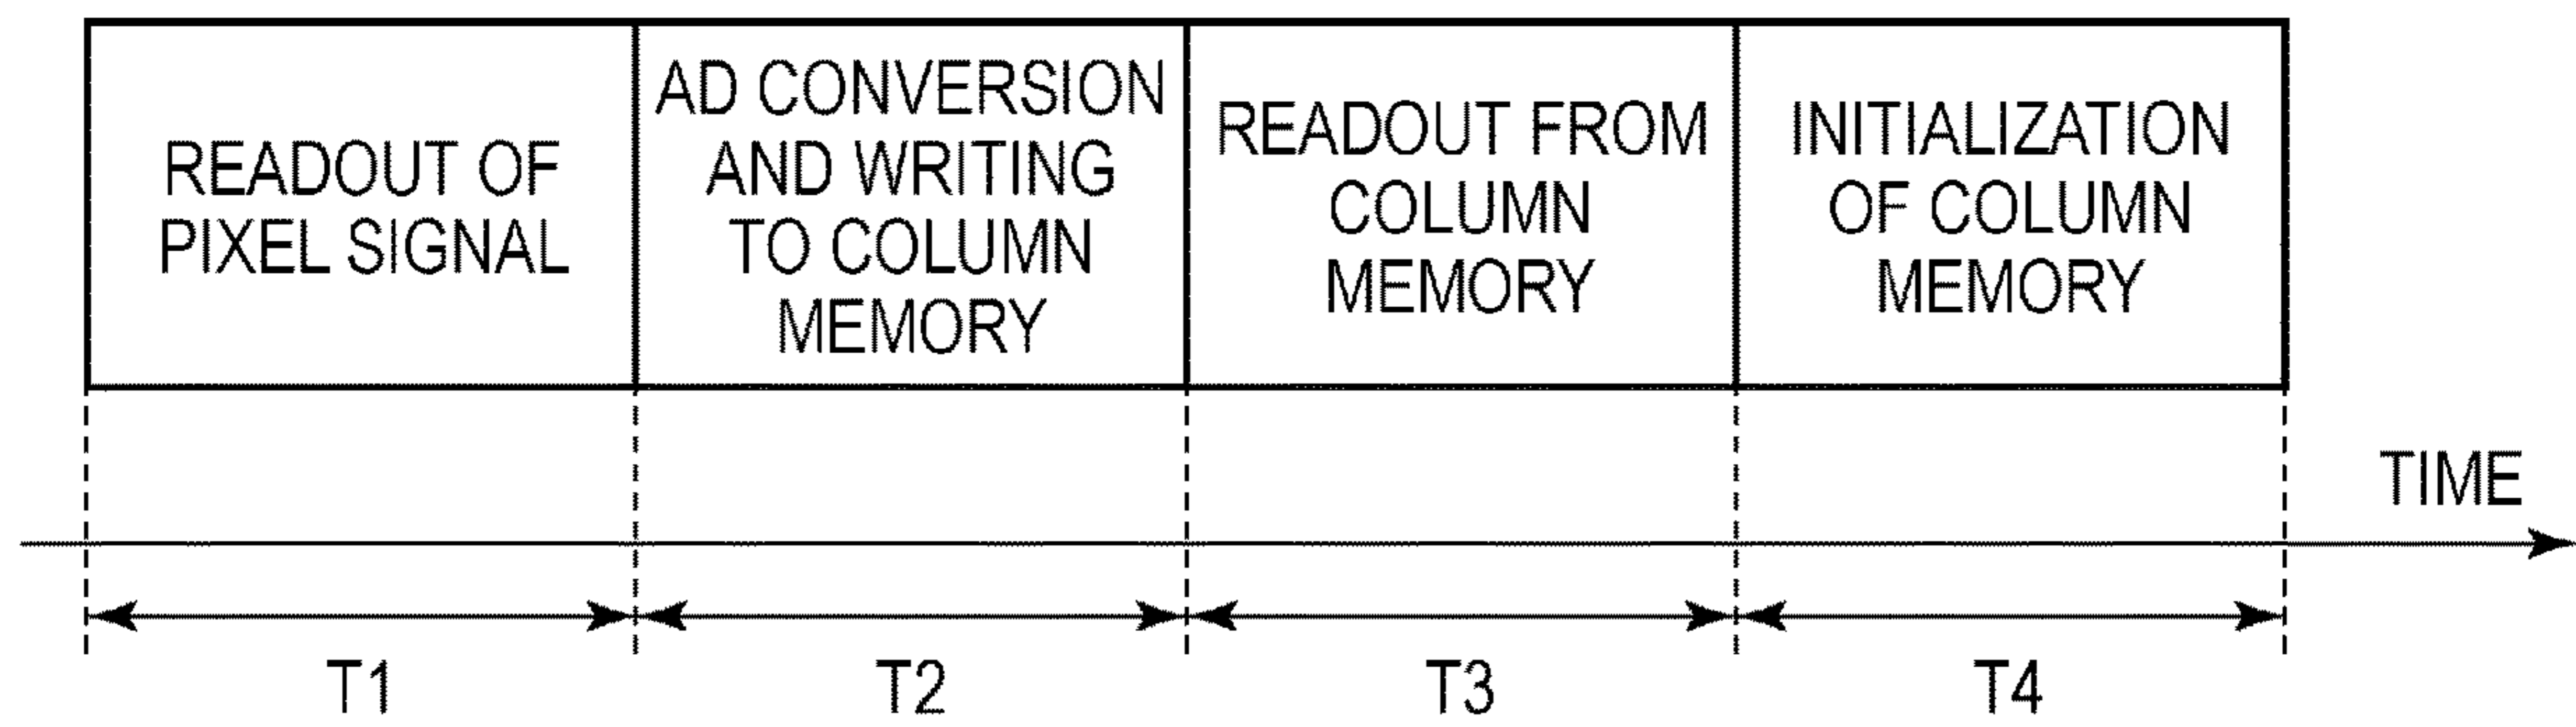 READOUT OF
PIXEL SIGNAL
AD CONVERSION
AND WRITING
TO COLUMN
MEMORY
READOUT FROM
COLUMN
MEMORY
INITIALIZATION
OF COLUMN
MEMORY
TIME
T1
T2
T3
T4